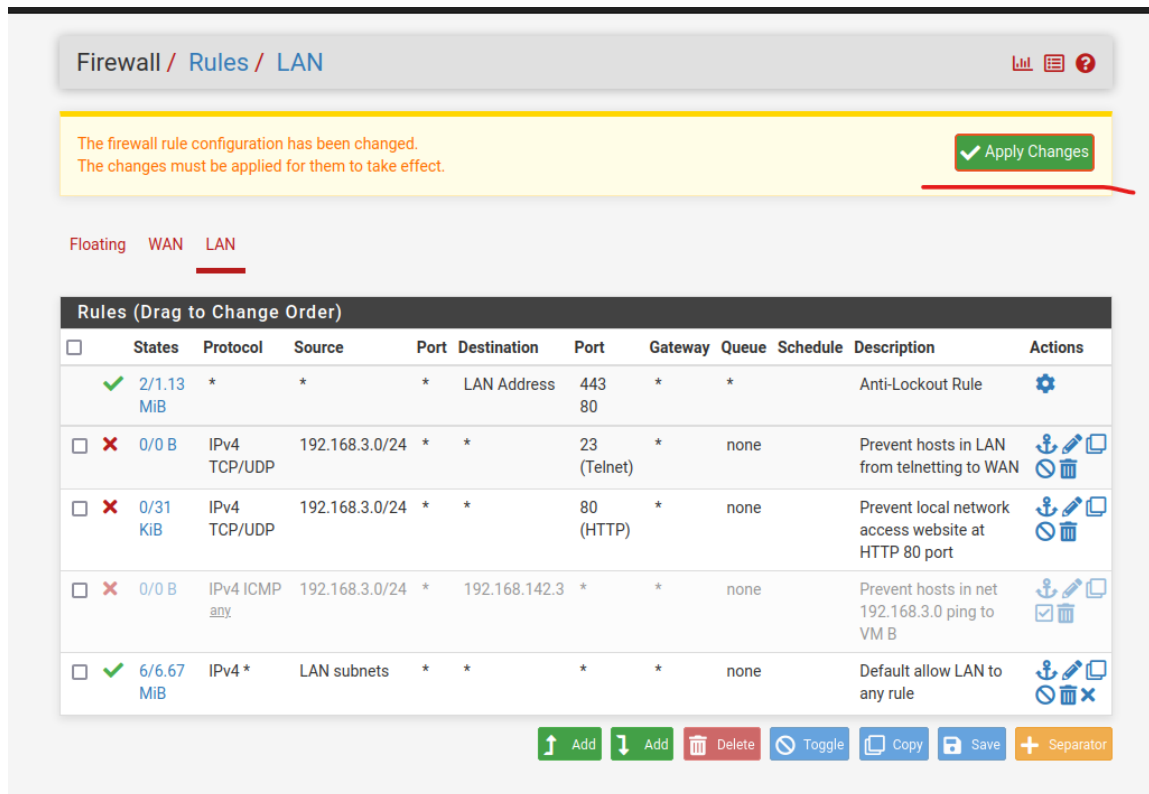 Firewall / Rules / LAN
The firewall rule configuration has been changed.
The changes must be applied for them to take effect.
Apply Changes
Floating WAN LAN
Rules (Drag to Change Order)
States Protocol Source Port Destination Port Gateway Queue Schedule Description Actions
2/1.13 * * * LAN Address 443 * * Anti-Lockout Rule
MiB 80
0/0 B IPv4 192.168.3.0/24 * * 23 * none Prevent hosts in LAN
TCP/UDP (Telnet) from telnetting to WAN
0/31 IPv4 192.168.3.0/24 * * 80 * none Prevent local network
KiB TCP/UDP (HTTP) access website at
HTTP 80 port
0/0 B IPv4 ICMP 192.168.3.0/24 * 192.168.142.3 * * none Prevent hosts in net
any 192.168.3.0 ping to
VM B
6/6.67 IPv4 * LAN subnets * * * * none Default allow LAN to
MiB any rule
Add Add Delete Toggle Copy Save Separator